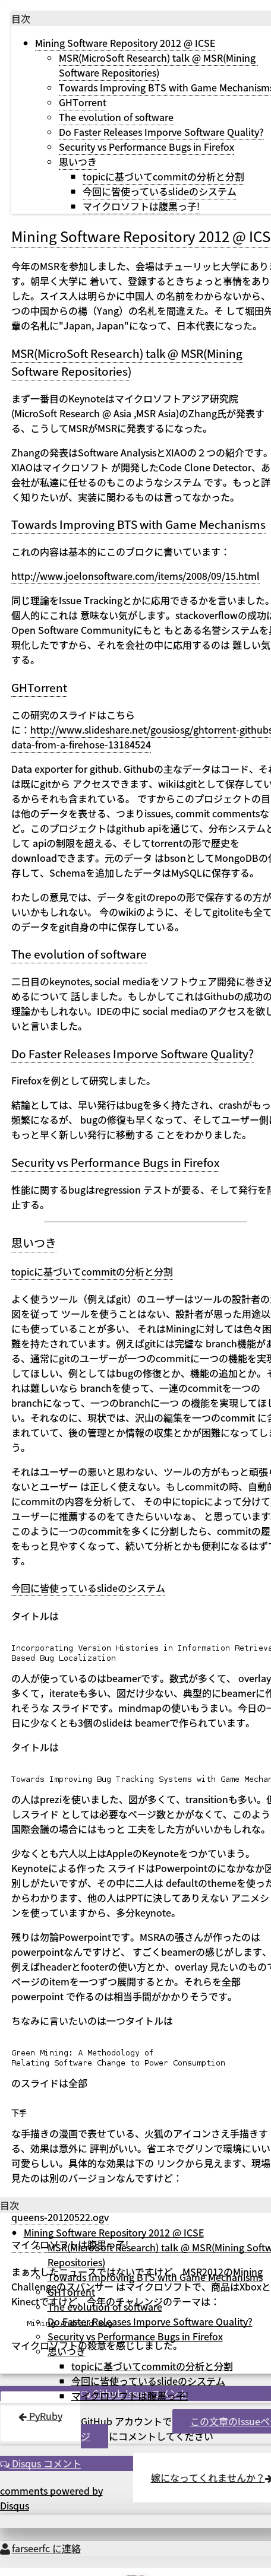 目次
Mining Software Repository 2012 @ ICSE
MSR(MicroSoft Research) talk @ MSR(Mining
Software Repositories)
Towards Improving BTS with Game Mechanisms
GHTorrent
The evolution of software
Do Faster Releases Imporve Software Quality?
Security vs Performance Bugs in Firefox
思いつき
topicに基づいてcommitの分析と分割
今回に皆使っているslideのシステム
マイクロソフトは腹黒っ子!
Mining Software Repository 2012 @ ICS
今年のMSRを参加しました、会場はチューリッヒ大学にありま
す。朝早く大学に 着いて、登録するときちょっと事情をあり
ました。スイス人は明らかに中国人 の名前をわからないから、
つの中国からの楊（Yang）の名札を間違えた。そ して堀田先
輩の名札に"Japan, Japan"になって、日本代表になった。
MSR(MicroSoft Research) talk @ MSR(Mining
Software Repositories)
まず一番目のKeynoteはマイクロソフトアジア研究院
(MicroSoft Research @ Asia ,MSR Asia)のZhang氏が発表す
る、こうしてMSRがMSRに発表するになった。
Zhangの発表はSoftware AnalysisとXIAOの２つの紹介です。
XIAOはマイクロソフト が開発したCode Clone Detector、あ
会社が私達に任せるのもこのようなシステム です。もっと詳
く知りたいが、実装に関わるものは言ってなかった。
Towards Improving BTS with Game Mechanisms
これの内容は基本的にこのブロクに書いています：
http://www.joelonsoftware.com/items/2008/09/15.html
同じ理論をIssue Trackingとかに応用できるかを言いました。
個人的にこれは 意味ない気がします。stackoverflowの成功は
Open Software Communityにもと もとある名誉システムを具
現化したですから、それを会社の中に応用するのは 難しい気
する。
GHTorrent
この研究のスライドはこちら
に：http://www.slideshare.net/gousiosg/ghtorrent-githubs-
data-from-a-firehose-13184524
Data exporter for github. Githubの主なデータはコード、それ
は既にgitから アクセスできます、wikiはgitとして保存してい
るからそれも含まれている。 ですからこのプロジェクトの目
は他のデータを表せる、つまりissues, commit commentsな
ど。このプロジェクトはgithub apiを通じて、分布システムと
して apiの制限を超える、そしてtorrentの形で歴史を
downloadできます。元のデータ はbsonとしてMongoDBの保
存して、Schemaを追加したデータはMySQLに保存する。
わたしの意見では、データをgitのrepoの形で保存するの方が
いいかもしれない。 今のwikiのように、そしてgitoliteも全て
のデータをgit自身の中に保存している。
The evolution of software
二日目のkeynotes, social mediaをソフトウェア開発に巻き込
めるについて 話しました。もしかしてこれはGithubの成功の
理論かもしれない。IDEの中に social mediaのアクセスを欲し
いと言いました。
Do Faster Releases Imporve Software Quality?
Firefoxを例として研究しました。
結論としては、早い発行はbugを多く持たされ、crashがもっ
頻繁になるが、 bugの修復も早くなって、そしてユーザー側は
もっと早く新しい発行に移動する ことをわかりました。
Security vs Performance Bugs in Firefox
性能に関するbugはregression テストが要る、そして発行を阻
止する。
思いつき
topicに基づいてcommitの分析と分割
よく使うツール（例えばgit）のユーザーはツールの設計者の意
図を従って ツールを使うことはない、設計者が思った用途以
にも使っていることが多い、 それはMiningに対しては色々困
難を持たされています。例えばgitには完璧な branch機能があ
る、通常にgitのユーザーが一つのcommitに一つの機能を実現
してほしい、例としてはbugの修復とか、機能の追加とか。そ
れは難しいなら branchを使って、一連のcommitを一つの
branchになって、一つのbranchに一つ の機能を実現してほし
い。それなのに、現状では、沢山の編集を一つのcommit に含
まれていて、後の管理とか情報の収集とかが困難になってしま
う。
それはユーザーの悪いと思わない、ツールの方がもっと頑張ら
ないとユーザー は正しく使えない。もしcommitの時、自動的
にcommitの内容を分析して、 その中にtopicによって分けて
ユーザーに推薦するのをてきたらいいなぁ、 と思っています。
このように一つのcommitを多くに分割したら、commitの履歴
をもっと見やすくなって、続いて分析とかも便利になるはずで
す。
今回に皆使っているslideのシステム
タイトルは
Incorporating Version Histories in Information Retrieva
Based Bug Localization
の人が使っているのはbeamerです。数式が多くて、 overlay
多くて，iterateも多い、図だけ少ない、典型的にbeamerに作
れそうな スライドです。mindmapの使いもうまい。今日の一
日に少なくとも3個のslideは beamerで作られています。
タイトルは
Towards Improving Bug Tracking Systems with Game Mechan
の人はpreziを使いました、図が多くて、transitionも多い。但
しスライド としては必要なページ数とかがなくて、このよう
国際会議の場合にはもっと 工夫をした方がいいかもしれな。
少なくとも六人以上はAppleのKeynoteをつかていまう。
Keynoteによる作った スライドはPowerpointのになかなか区
別しがたいですが、その中に二人は defaultのthemeを使った
からわかります、他の人はPPTに決してありえない アニメシ
ンを使っていますから、多分keynote。
残りは勿論Powerpointです。MSRAの張さんが作ったのは
powerpointなんですけど、 すごくbeamerの感じがします、
例えばheaderとfooterの使い方とか、overlay 見たいのもので
ページのitemを一つずつ展開するとか。それらを全部
powerpoint で作るのは相当手間がかかりそうです。
ちなみに言いたいのは一つタイトルは
Green Mining: A Methodology of
Relating Software Change to Power Consumption
のスライドは全部
下手
な手描きの漫画で表せている、火狐のアイコンさえ手描きす
る、効果は意外に 評判がいい。省エネでグリンで環境にいい
可愛らしい。具体的な効果は下の リンクから見えます、現場
見たのは別のバージョンなんですけど：
queens-20120522.ogv
マイクロソフトは腹黒っ子!
まぁ大したニュースではないですけど、MSR2012のMining
Challengeのスパンサー はマイクロソフトで、商品はXboxと
Kinectですけど、今年のチャレンジのテーマは：
Mining Android Bug
マイクロソフトの殺意を感じしました。
目次
Mining Software Repository 2012 @ ICSE
MSR(MicroSoft Research) talk @ MSR(Mining Softw
Repositories)
Towards Improving BTS with Game Mechanisms
GHTorrent
The evolution of software
Do Faster Releases Imporve Software Quality?
Security vs Performance Bugs in Firefox
思いつき
topicに基づいてcommitの分析と分割
今回に皆使っているslideのシステム
マイクロソフトは腹黒っ子!
PyRuby
GitHub アカウントで
この文章のIssueペ
ジ
にコメントしてください
Disqus コメント
嫁になってくれませんか？
comments powered by
Disqus
farseerfc に連絡